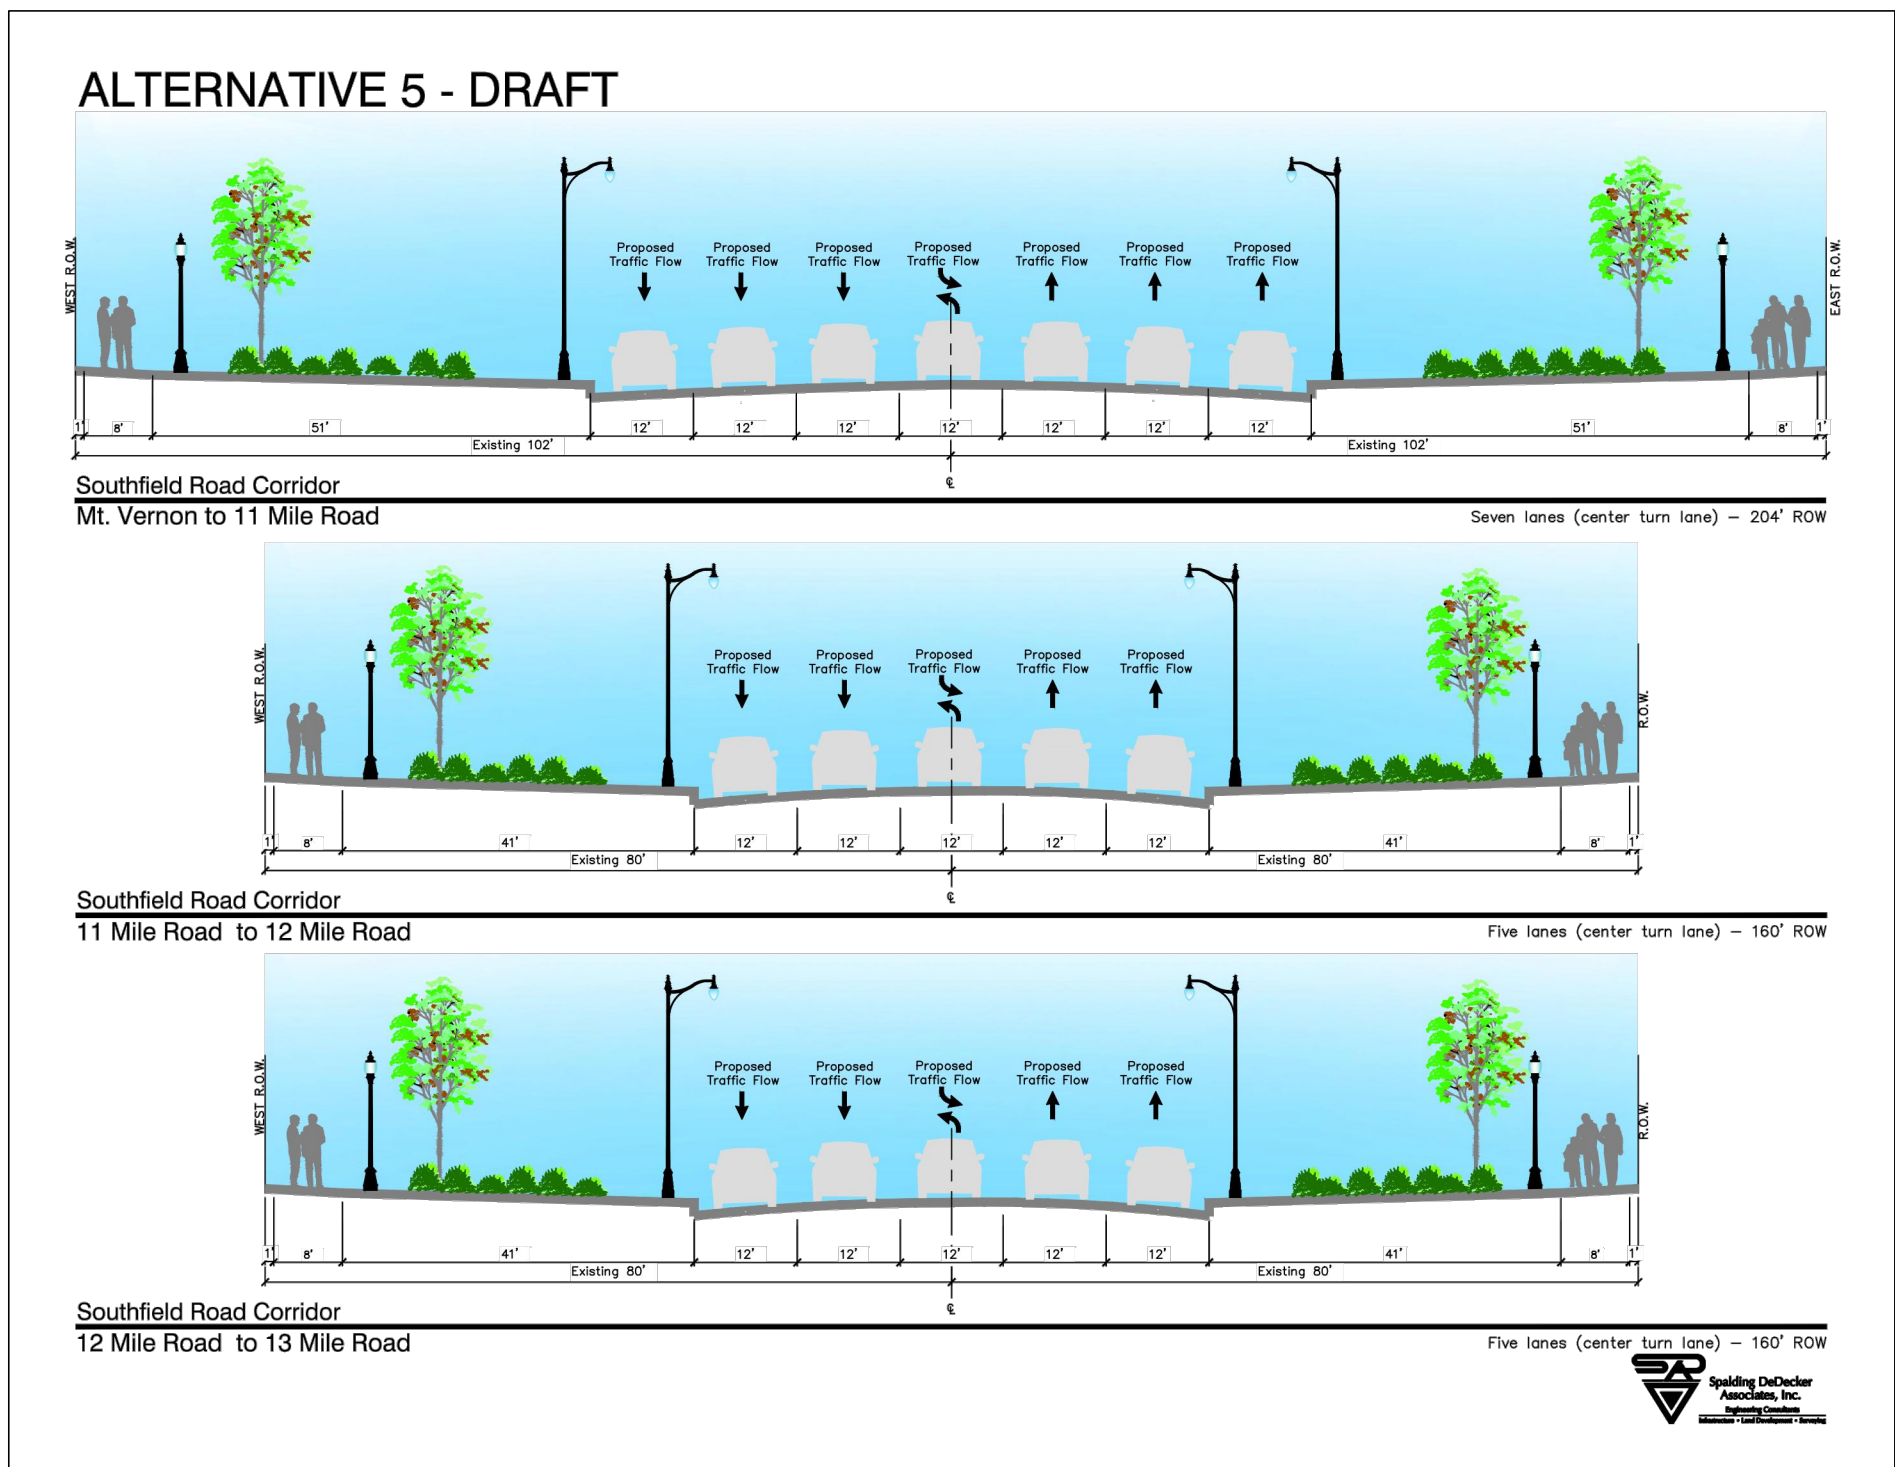 ALTERNATIVE 5 - DRAFT
WEST R.O.W.
Proposed
Traffic Flow
Proposed
Traffic Flow
Proposed
Traffic Flow
Proposed
Traffic Flow
Proposed
Traffic Flow
Proposed
Traffic Flow
Proposed
Traffic Flow
EAST R.O.W.
1' 8' 51' 12' 12' 12' 12' 12' 12' 12' 51' 8' 1'
Existing 102' Existing 102'
℄
Southfield Road Corridor
Mt. Vernon to 11 Mile Road
Seven lanes (center turn lane) – 204' ROW
WEST R.O.W.
Proposed
Traffic Flow
Proposed
Traffic Flow
Proposed
Traffic Flow
Proposed
Traffic Flow
Proposed
Traffic Flow
R.O.W.
1' 8' 41' 12' 12' 12' 12' 12' 41' 8' 1'
Existing 80' Existing 80'
℄
Southfield Road Corridor
11 Mile Road to 12 Mile Road
Five lanes (center turn lane) – 160' ROW
WEST R.O.W.
Proposed
Traffic Flow
Proposed
Traffic Flow
Proposed
Traffic Flow
Proposed
Traffic Flow
Proposed
Traffic Flow
R.O.W.
1' 8' 41' 12' 12' 12' 12' 12' 41' 8' 1'
Existing 80' Existing 80'
℄
Southfield Road Corridor
12 Mile Road to 13 Mile Road
Five lanes (center turn lane) – 160' ROW
SDA
Spalding DeDecker
Associates, Inc.
Engineering Consultants
Infrastructure • Land Development • Surveying